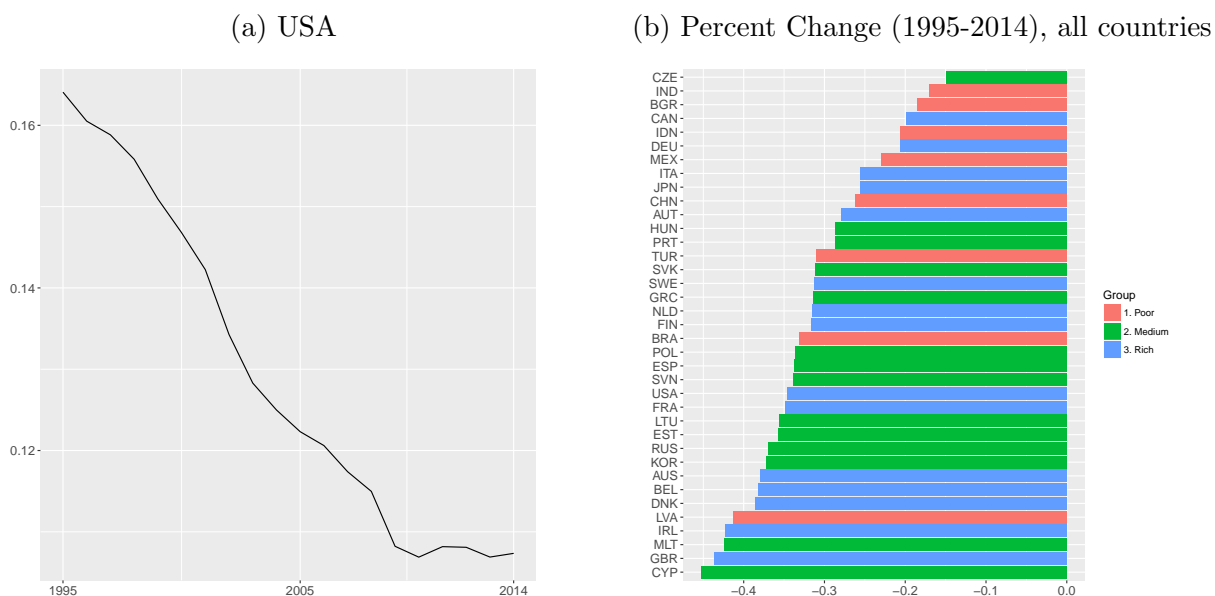 (a) USA
0.16
0.14
0.12
1995 2005 2014
(b) Percent Change (1995-2014), all countries
CZE
IND
BGR
CAN
IDN
DEU
MEX
ITA
JPN
CHN
AUT
HUN
PRT
TUR
SVK
SWE
GRC
NLD
FIN
BRA
POL
ESP
SVN
USA
FRA
LTU
EST
RUS
KOR
AUS
BEL
DNK
LVA
IRL
MLT
GBR
CYP
−0.4 −0.3 −0.2 −0.1 0.0
Group
1. Poor
2. Medium
3. Rich